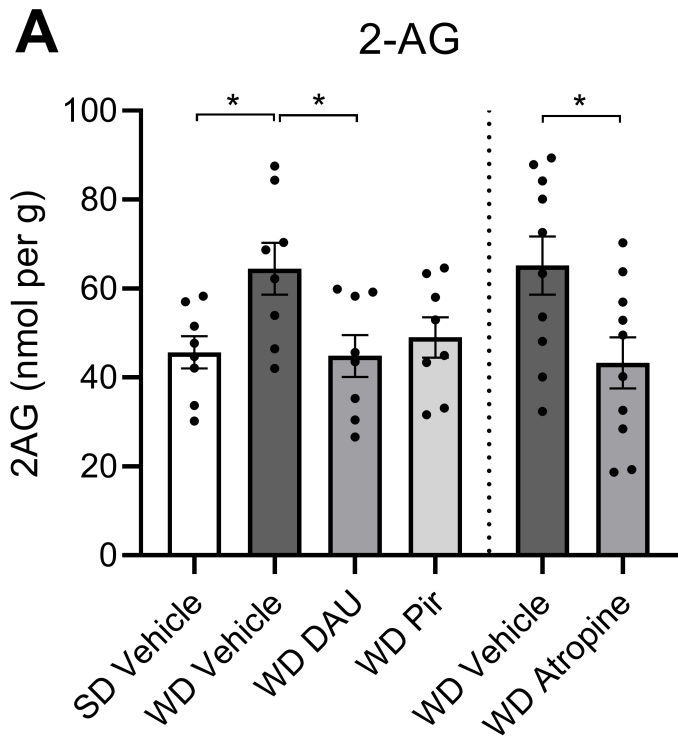 A
2-AG
* * *
100
80
60
40
20
0
2AG (nmol per g)
SD Vehicle
WD Vehicle
WD DAU
WD Pir
WD Vehicle
WD Atropine